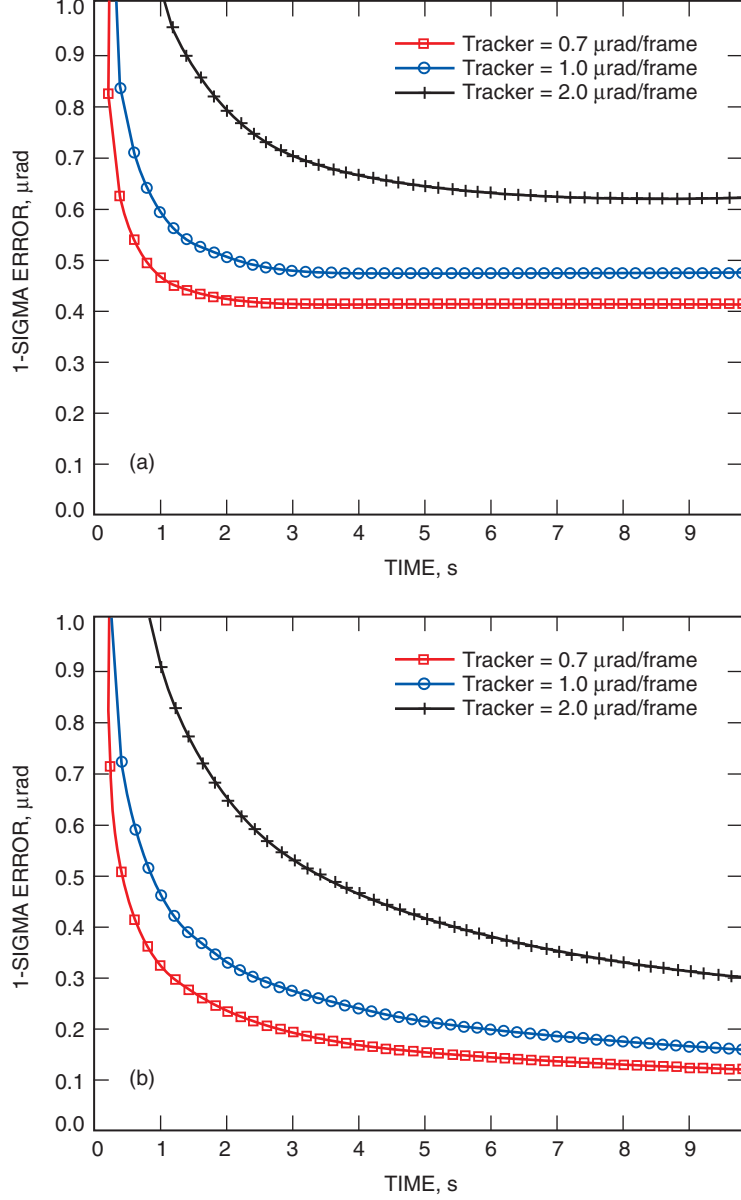 1.0
0.9
0.8
0.7
0.6
0.5
0.4
0.3
0.2
0.1
0.0
1-SIGMA ERROR, μrad
Tracker = 0.7 μrad/frame
Tracker = 1.0 μrad/frame
Tracker = 2.0 μrad/frame
(a)
0 1 2 3 4 5 6 7 8 9
TIME, s
1.0
0.9
0.8
0.7
0.6
0.5
0.4
0.3
0.2
0.1
0.0
1-SIGMA ERROR, μrad
Tracker = 0.7 μrad/frame
Tracker = 1.0 μrad/frame
Tracker = 2.0 μrad/frame
(b)
0 1 2 3 4 5 6 7 8 9
TIME, s